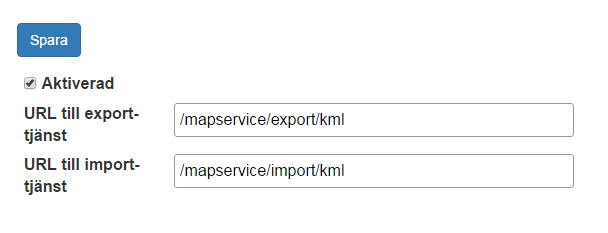 Spara
Aktiverad
URL till export-
tjänst
/mapservice/export/kml
URL till import-
tjänst
/mapservice/import/kml